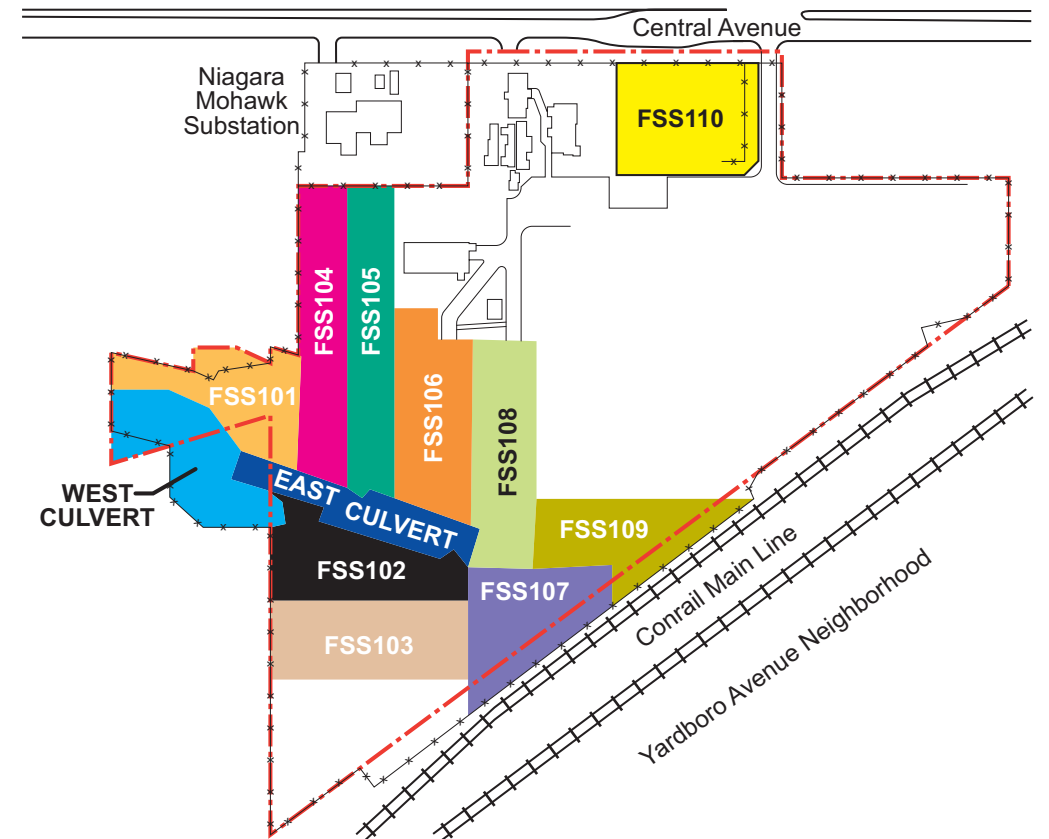 Central Avenue
Niagara
Mohawk
Substation
FSS110
FSS104
FSS105
FSS101
FSS106
FSS108
WEST
CULVERT
EAST
CULVERT
FSS109
FSS102
FSS107
FSS103
Conrail Main Line
Yardboro Avenue Neighborhood